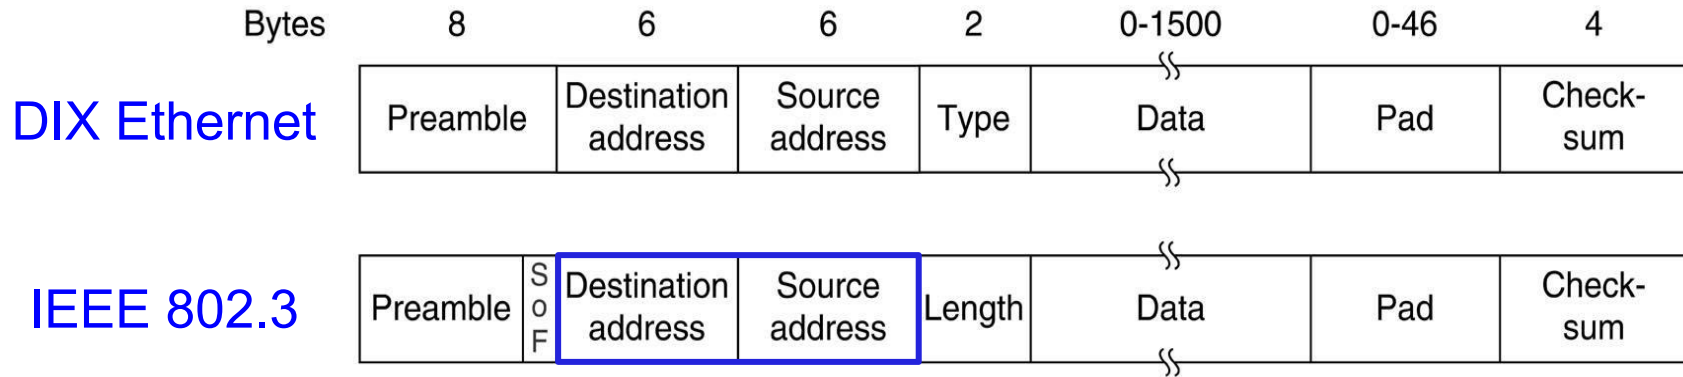 Bytes 8 6 6 2 0-1500 0-46 4
DIX Ethernet
Preamble
Destination
address
Source
address
Type
Data
Pad
Check-
sum
IEEE 802.3
Preamble
S
o
F
Destination
address
Source
address
Length
Data
Pad
Check-
sum